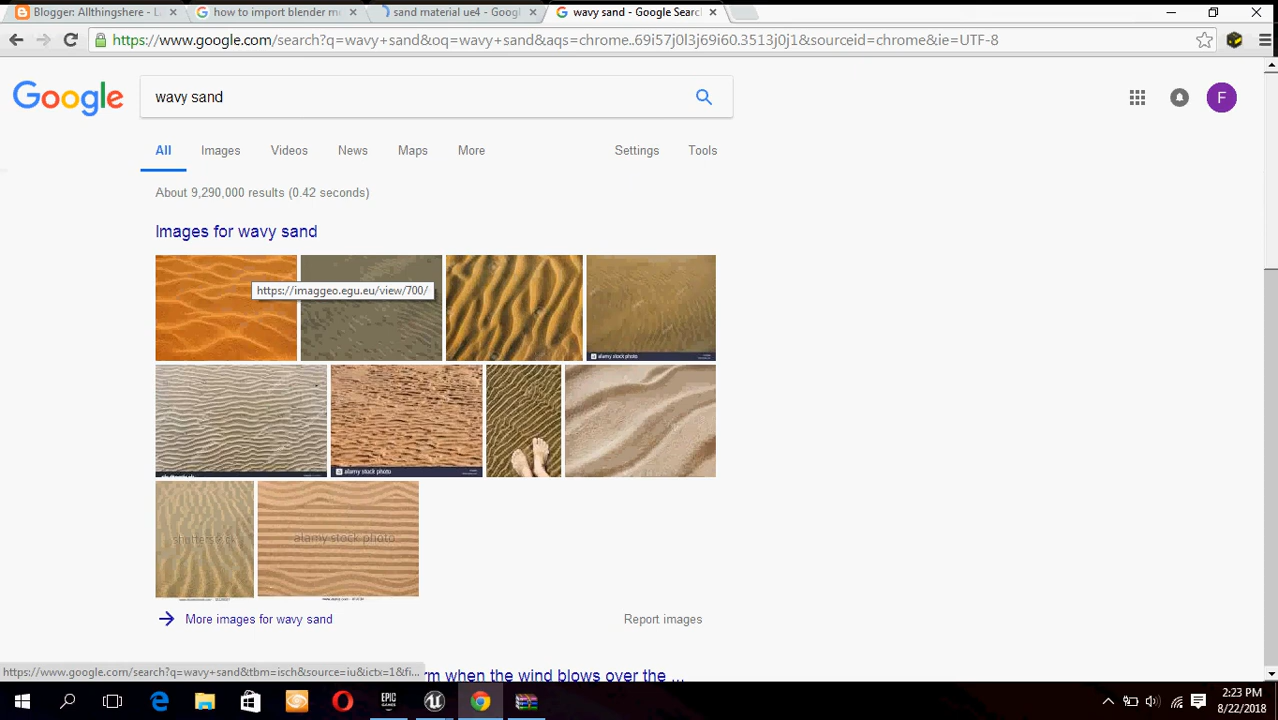 Blogger: Allthingshere - L
how to import blender m
sand material ue4 - Goog
wavy sand - Google Searc
https://www.google.com/search?q=wavy+sand&oq=wavy+sand&aqs=chrome..69i57j0l3j69i60.3513j0j1&sourceid=chrome&ie=UTF-8
Google
wavy sand
F
All Images Videos News Maps More Settings Tools
About 9,290,000 results (0.42 seconds)
Images for wavy sand
https://imaggeo.egu.eu/view/700/
alamy stock photo
alamy stock photo
shutterstock
alamy stock photo
More images for wavy sand
Report images
https://www.google.com/search?q=wavy+sand&tbm=isch&source=iu&ictx=1&fi...
rm when the wind blows over the ...
EPIC GAMES
2:23 PM
8/22/2018